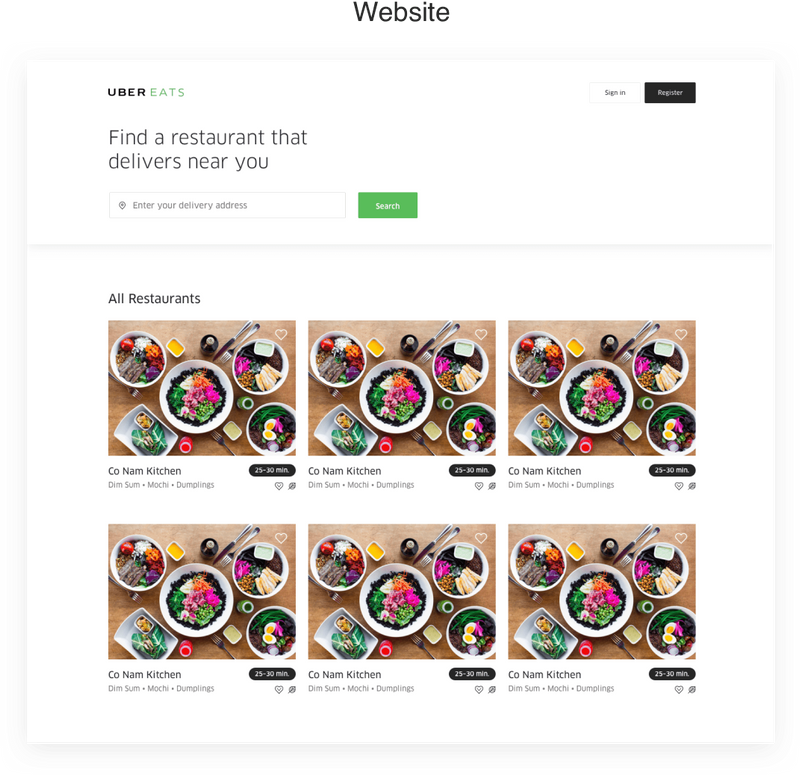 Website
UBER EATS
Sign in
Register
Find a restaurant that
delivers near you
Enter your delivery address
Search
All Restaurants
Co Nam Kitchen
25-30 min.
Dim Sum • Mochi • Dumplings
Co Nam Kitchen
25-30 min.
Dim Sum • Mochi • Dumplings
Co Nam Kitchen
25-30 min.
Dim Sum • Mochi • Dumplings
Co Nam Kitchen
25-30 min.
Dim Sum • Mochi • Dumplings
Co Nam Kitchen
25-30 min.
Dim Sum • Mochi • Dumplings
Co Nam Kitchen
25-30 min.
Dim Sum • Mochi • Dumplings